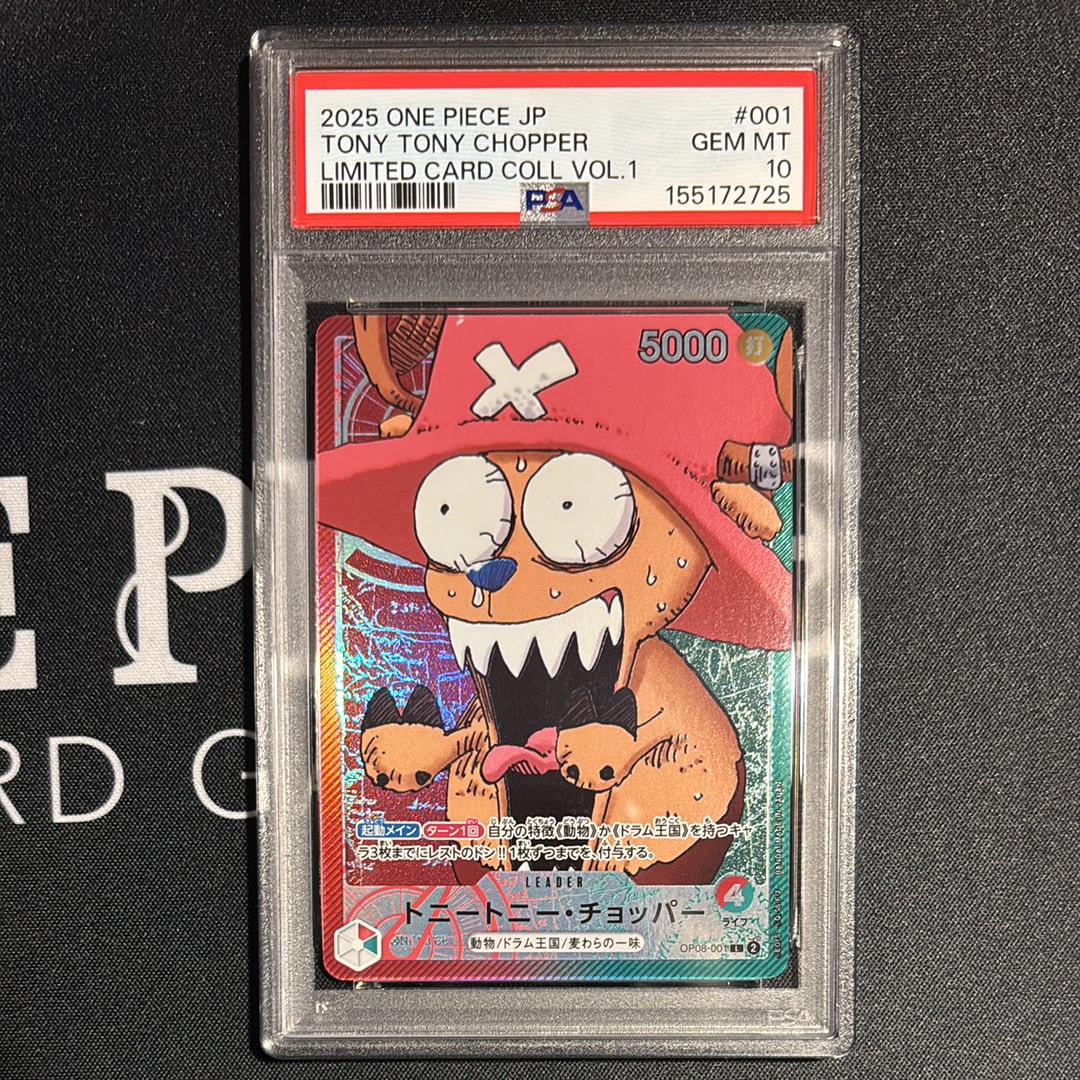 2025 ONE PIECE JP #001
TONY TONY CHOPPER GEM MT
LIMITED CARD COLL VOL.1 10
PSA 155172725
5000 打
EP
RD G
起動メイン ターン1回 自分の特徴《動物》か《ドラム王国》を持つキャ
ラ3枚までにレストのドン!!1枚ずつまでを、付与する。
LEADER
トニートニー・チョッパー 4
ライフ
動物/ドラム王国/麦わらの一味 OP08-001 L 2
PSA